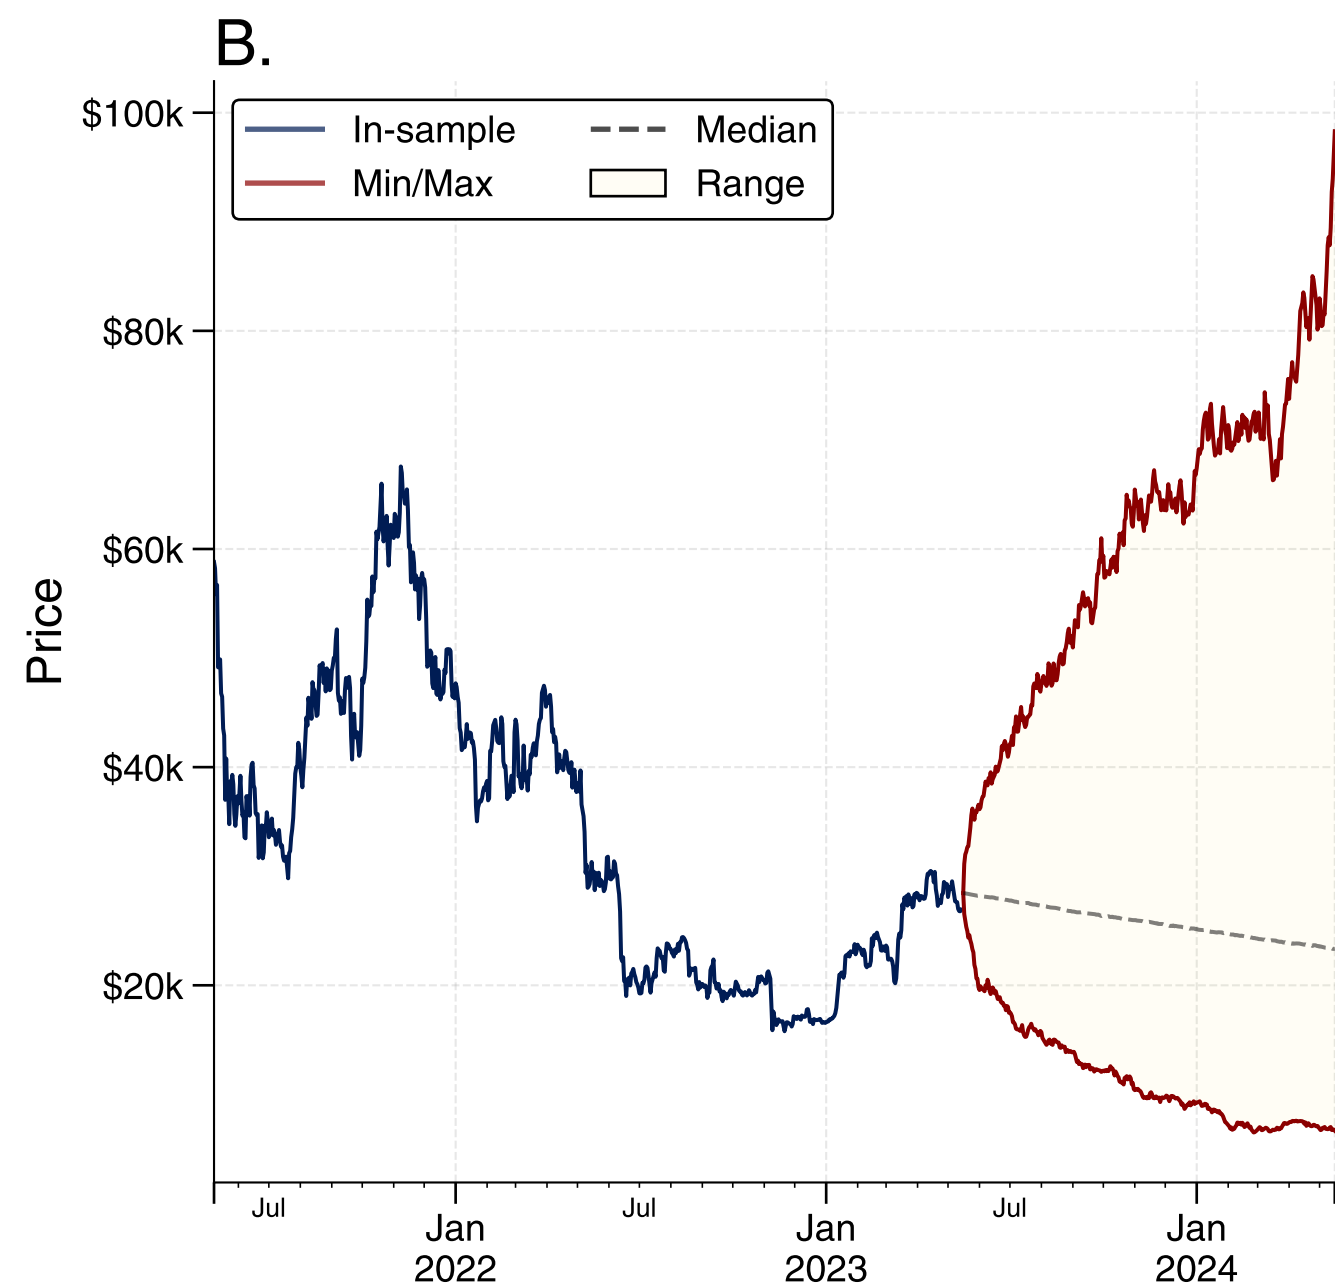 B.
In-sample
Median
Min/Max
Range
$100k
$80k
$60k
$40k
$20k
Price
Jul
Jan
2022
Jul
Jan
2023
Jul
Jan
2024